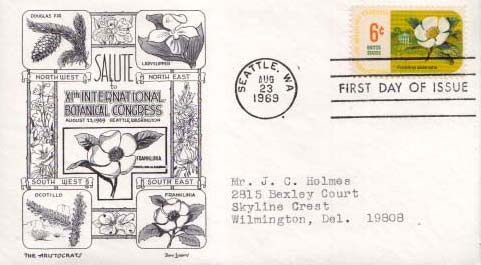 DOUGLAS FIR
LADYSLIPPER
NORTH WEST
NORTH EAST
SALUTE
to
XIth INTERNATIONAL
BOTANICAL CONGRESS
AUGUST 23, 1969 SEATTLE, WASHINGTON
FRANKLINIA
SOUTH WEST
SOUTH EAST
OCOTILLO
FRANKLINIA
THE ARISTOCRATS
SEATTLE, WA
AUG
23
1969
6¢
UNITED
STATES
FIRST DAY OF ISSUE
Mr. J. C. Holmes
2815 Bexley Court
Skyline Crest
Wilmington, Del. 19808